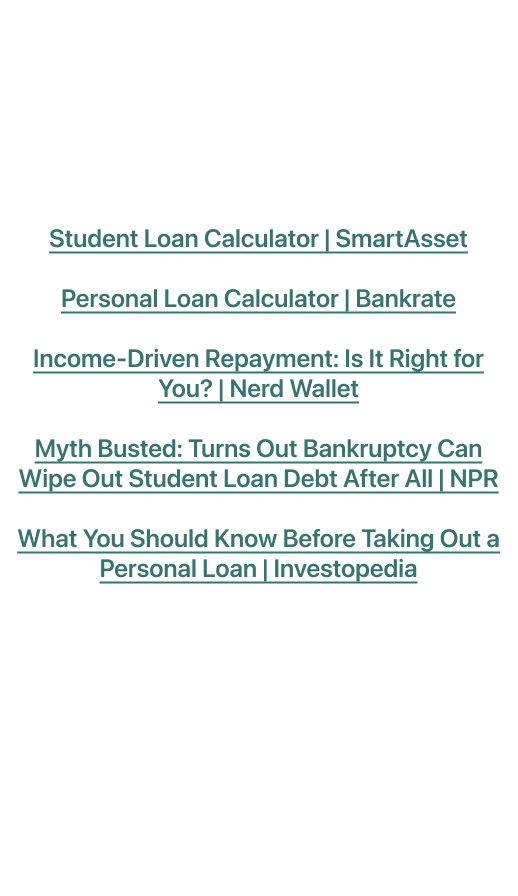 Student Loan Calculator | SmartAsset
Personal Loan Calculator | Bankrate
Income-Driven Repayment: Is It Right for
You? | Nerd Wallet
Myth Busted: Turns Out Bankruptcy Can
Wipe Out Student Loan Debt After All | NPR
What You Should Know Before Taking Out a
Personal Loan | Investopedia